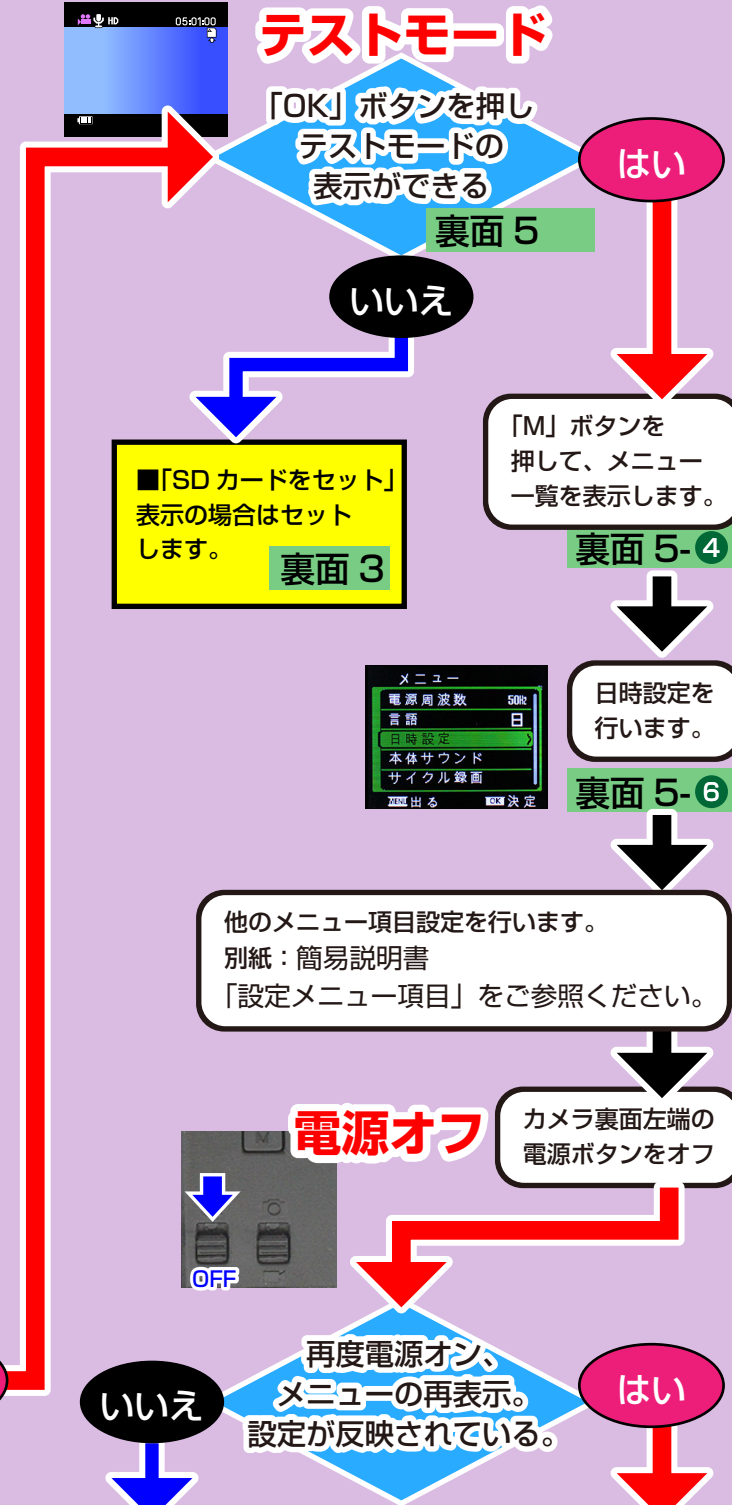 HD 05:01:00
テストモード
「OK」ボタンを押し
テストモードの
表示ができる
はい
裏面 5
いいえ
「M」ボタンを
押して、メニュー
一覧を表示します。
裏面 5-❹
■「SD カードをセット」
表示の場合はセット
します。
裏面 3
メニュー
電源周波数 50Hz
言語 日
日時設定
本体サウンド
サイクル録画
MENU 出る OK 決定
日時設定を
行います。
裏面 5-❻
他のメニュー項目設定を行います。
別紙：簡易説明書
「設定メニュー項目」をご参照ください。
電源オフ
カメラ裏面左端の
電源ボタンをオフ
M
OFF
再度電源オン、
メニューの再表示。
設定が反映されている。
いいえ
はい